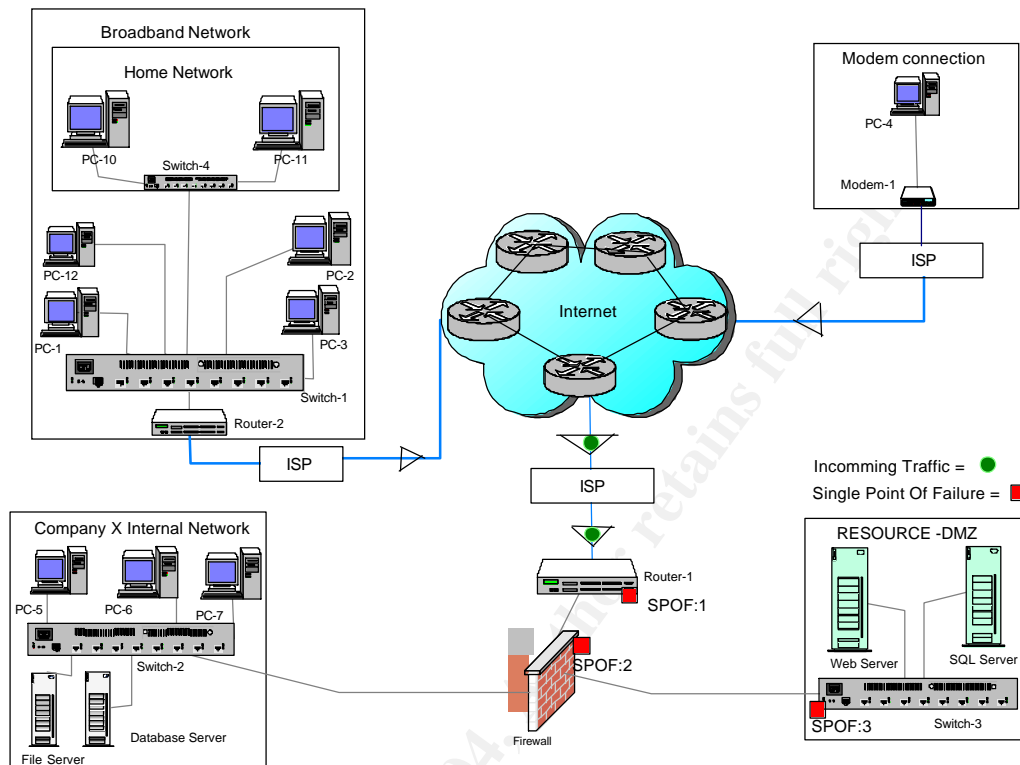 Broadband Network
Home Network
PC-10
PC-11
Switch-4
PC-12
PC-2
PC-1
PC-3
Switch-1
Router-2
ISP
Modem connection
PC-4
Modem-1
ISP
Internet
ISP
Incomming Traffic =
Single Point Of Failure =
Company X Internal Network
PC-5
PC-6
PC-7
Switch-2
File Server
Database Server
Router-1
SPOF:1
SPOF:2
Firewall
RESOURCE -DMZ
Web Server
SQL Server
Switch-3
SPOF:3
04,
retains full